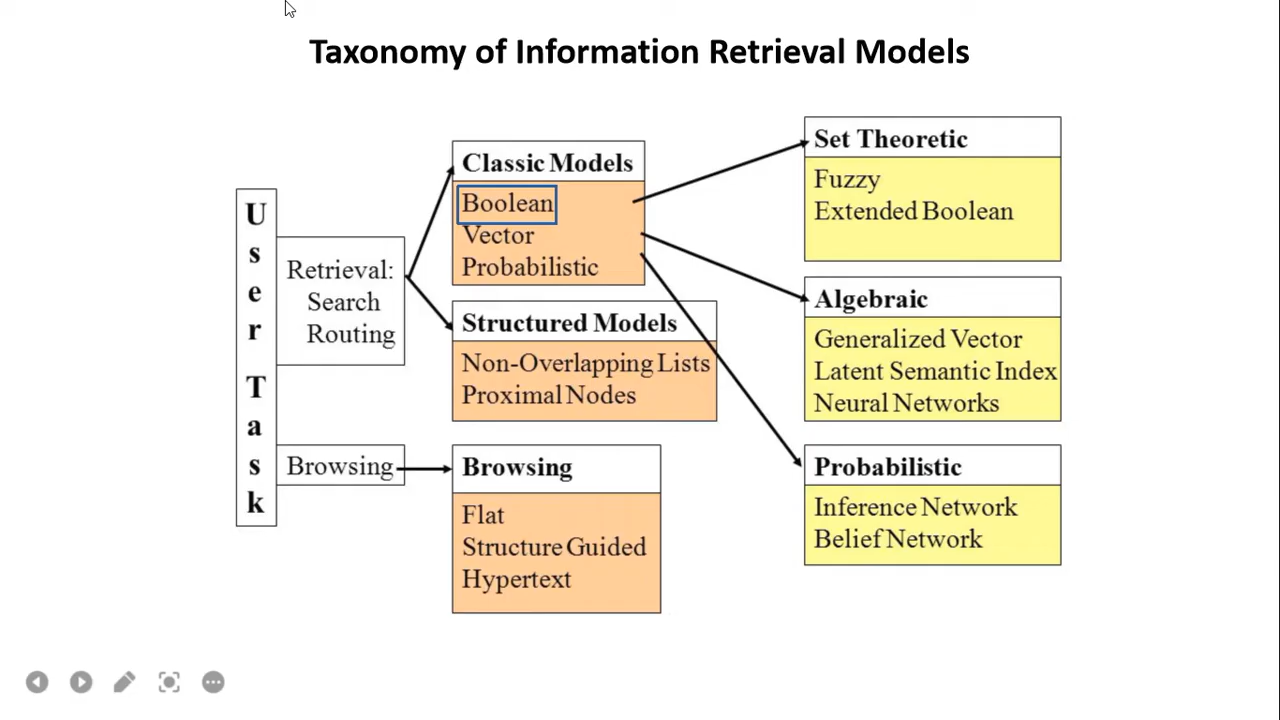 Taxonomy of Information Retrieval Models
User Task
Retrieval:
Search
Routing
Browsing
Classic Models
Boolean
Vector
Probabilistic
Structured Models
Non-Overlapping Lists
Proximal Nodes
Browsing
Flat
Structure Guided
Hypertext
Set Theoretic
Fuzzy
Extended Boolean
Algebraic
Generalized Vector
Latent Semantic Index
Neural Networks
Probabilistic
Inference Network
Belief Network